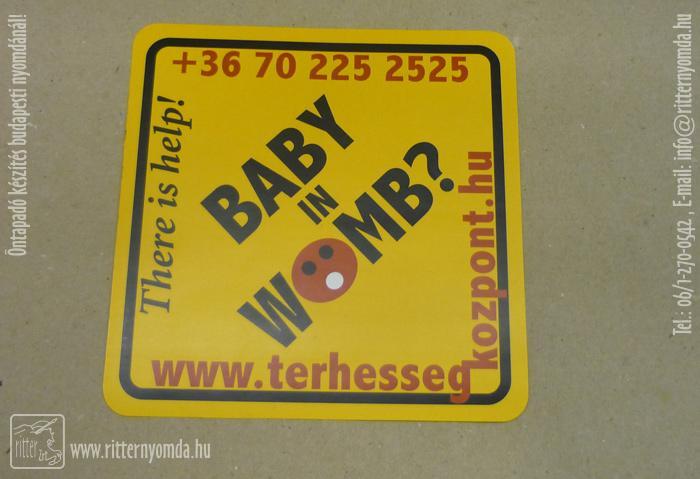 Öntapadó készítés budapesti nyomdánál!
+36 70 225 2525
There is help!
BABY
IN
WOMB?
www.terhesseg
kozpont.hu
Tel.: 06/1-270-0542 , E-mail: info@ritternyomda.hu
ritter
www.ritternyomda.hu